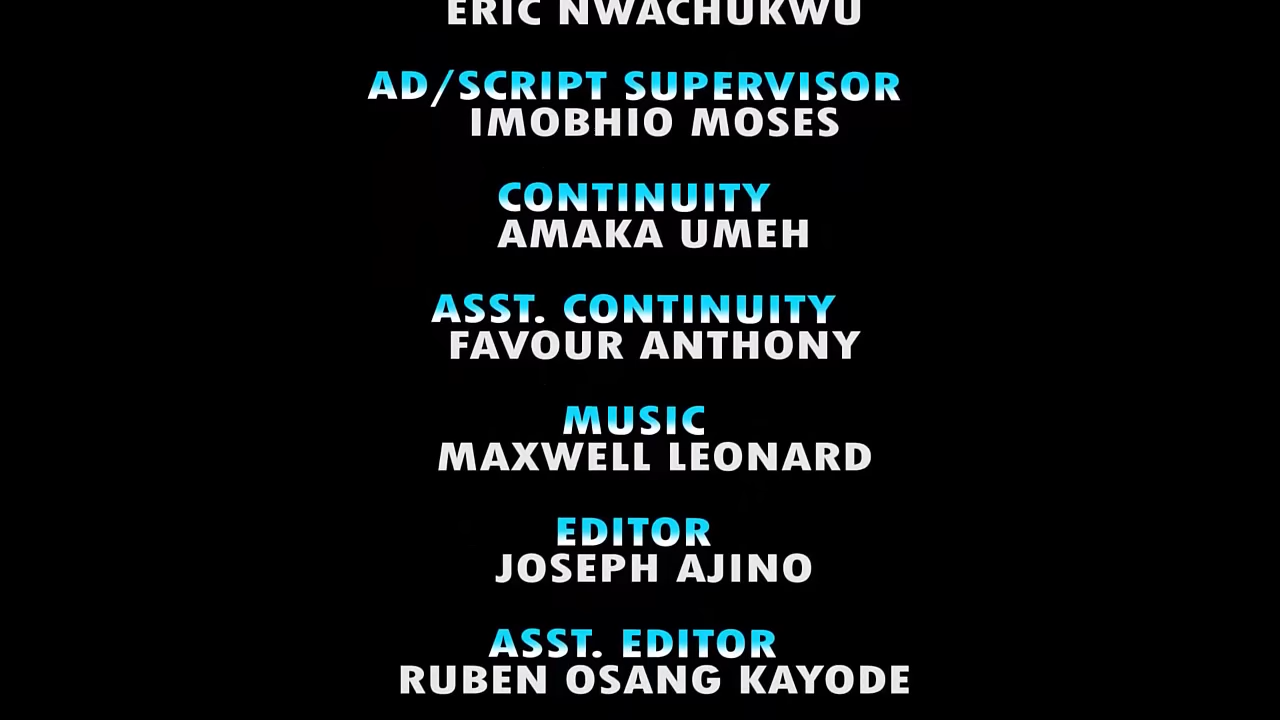 ERIC NWACHUKWU
AD/SCRIPT SUPERVISOR
IMOBHIO MOSES
CONTINUITY
AMAKA UMEH
ASST. CONTINUITY
FAVOUR ANTHONY
MUSIC
MAXWELL LEONARD
EDITOR
JOSEPH AJINO
ASST. EDITOR
RUBEN OSANG KAYODE